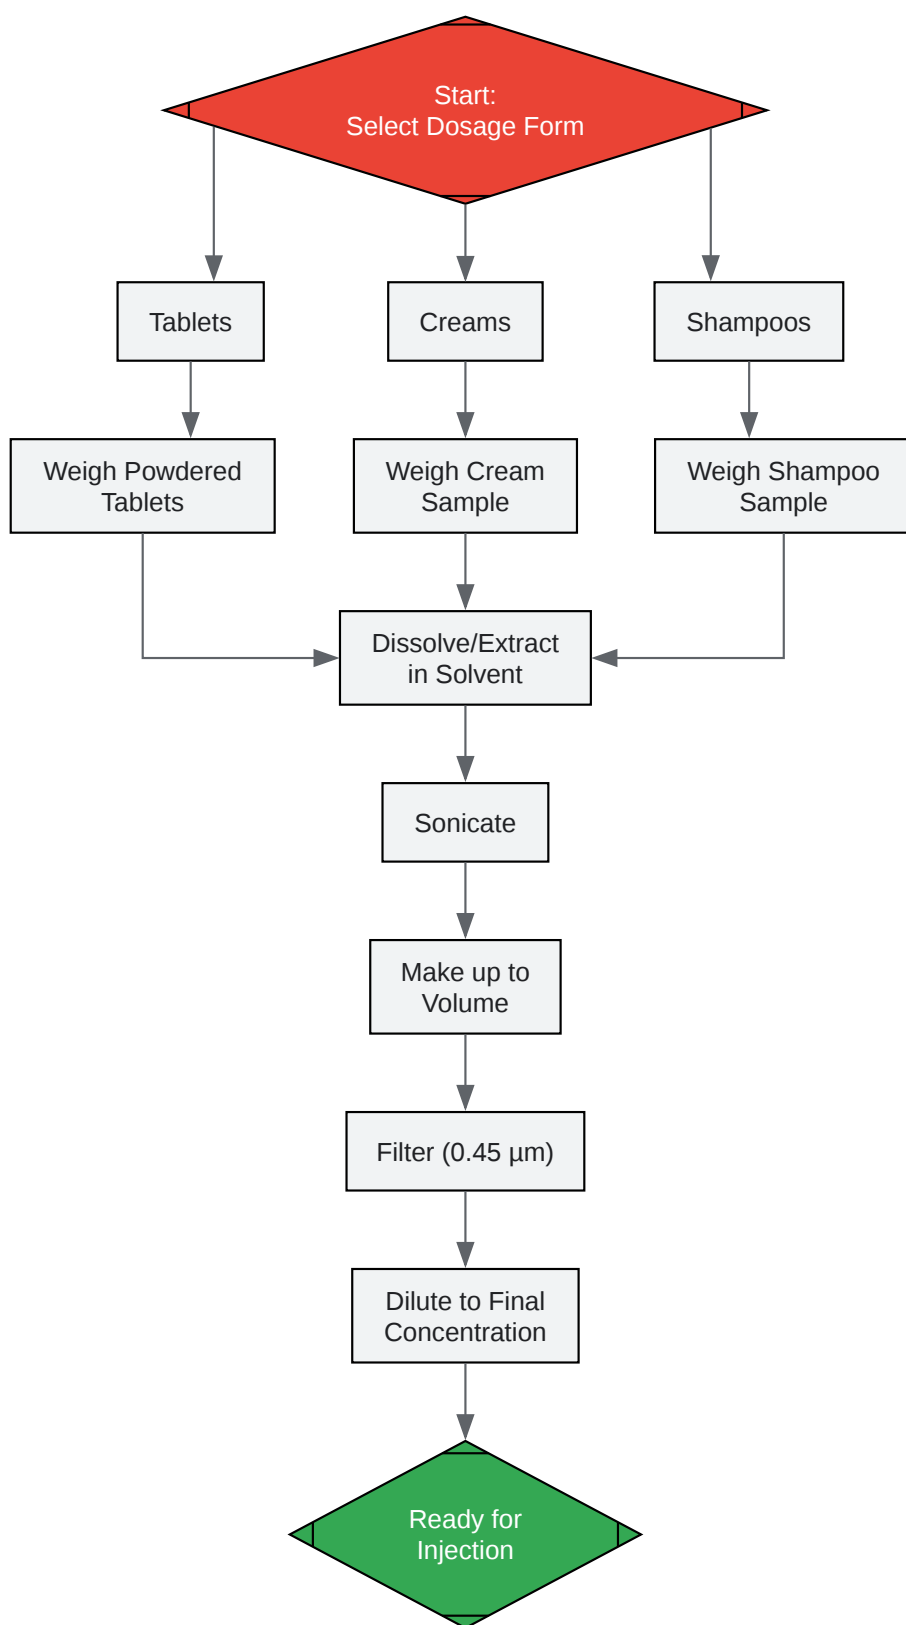 Start:
Select Dosage Form
Tablets
Creams
Shampoos
Weigh Powdered
Tablets
Weigh Cream
Sample
Weigh Shampoo
Sample
Dissolve/Extract
in Solvent
Sonicate
Make up to
Volume
Filter (0.45 µm)
Dilute to Final
Concentration
Ready for
Injection